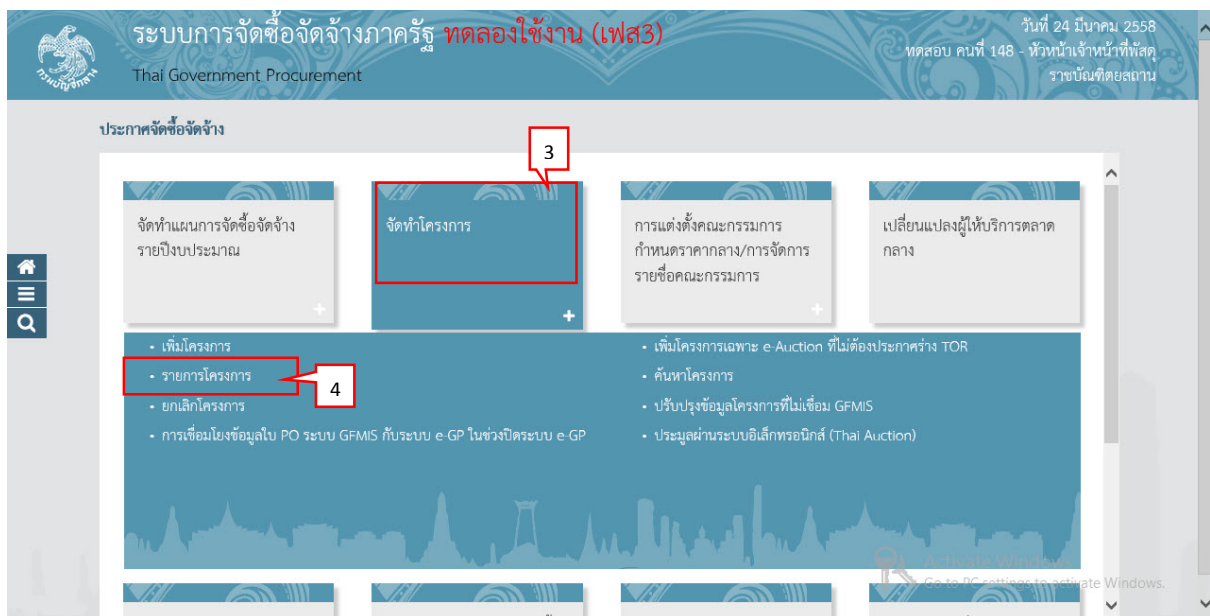 ระบบการจัดซื้อจัดจ้างภาครัฐ ทดลองใช้งาน (เฟส3)
Thai Government Procurement
วันที่ 24 มีนาคม 2558
ทดสอบ คนที่ 148 - หัวหน้าเจ้าหน้าที่พัสดุ
ราชบัณฑิตยสถาน
กรมบัญชีกลาง
ประกาศจัดซื้อจัดจ้าง
3
จัดทำแผนการจัดซื้อจัดจ้าง
รายปีงบประมาณ
จัดทำโครงการ
การแต่งตั้งคณะกรรมการ
กำหนดราคากลาง/การจัดการ
รายชื่อคณะกรรมการ
เปลี่ยนแปลงผู้ให้บริการตลาด
กลาง
• เพิ่มโครงการ
• รายการโครงการ
4
• ยกเลิกโครงการ
• การเชื่อมโยงข้อมูลใบ PO ระบบ GFMIS กับระบบ e-GP ในช่วงปิดระบบ e-GP
• เพิ่มโครงการเฉพาะ e-Auction ที่ไม่ต้องประกาศร่าง TOR
• ค้นหาโครงการ
• ปรับปรุงข้อมูลโครงการที่ไม่เชื่อม GFMIS
• ประมูลผ่านระบบอิเล็กทรอนิกส์ (Thai Auction)
Activate Windows
Go to PC settings to activate Windows.